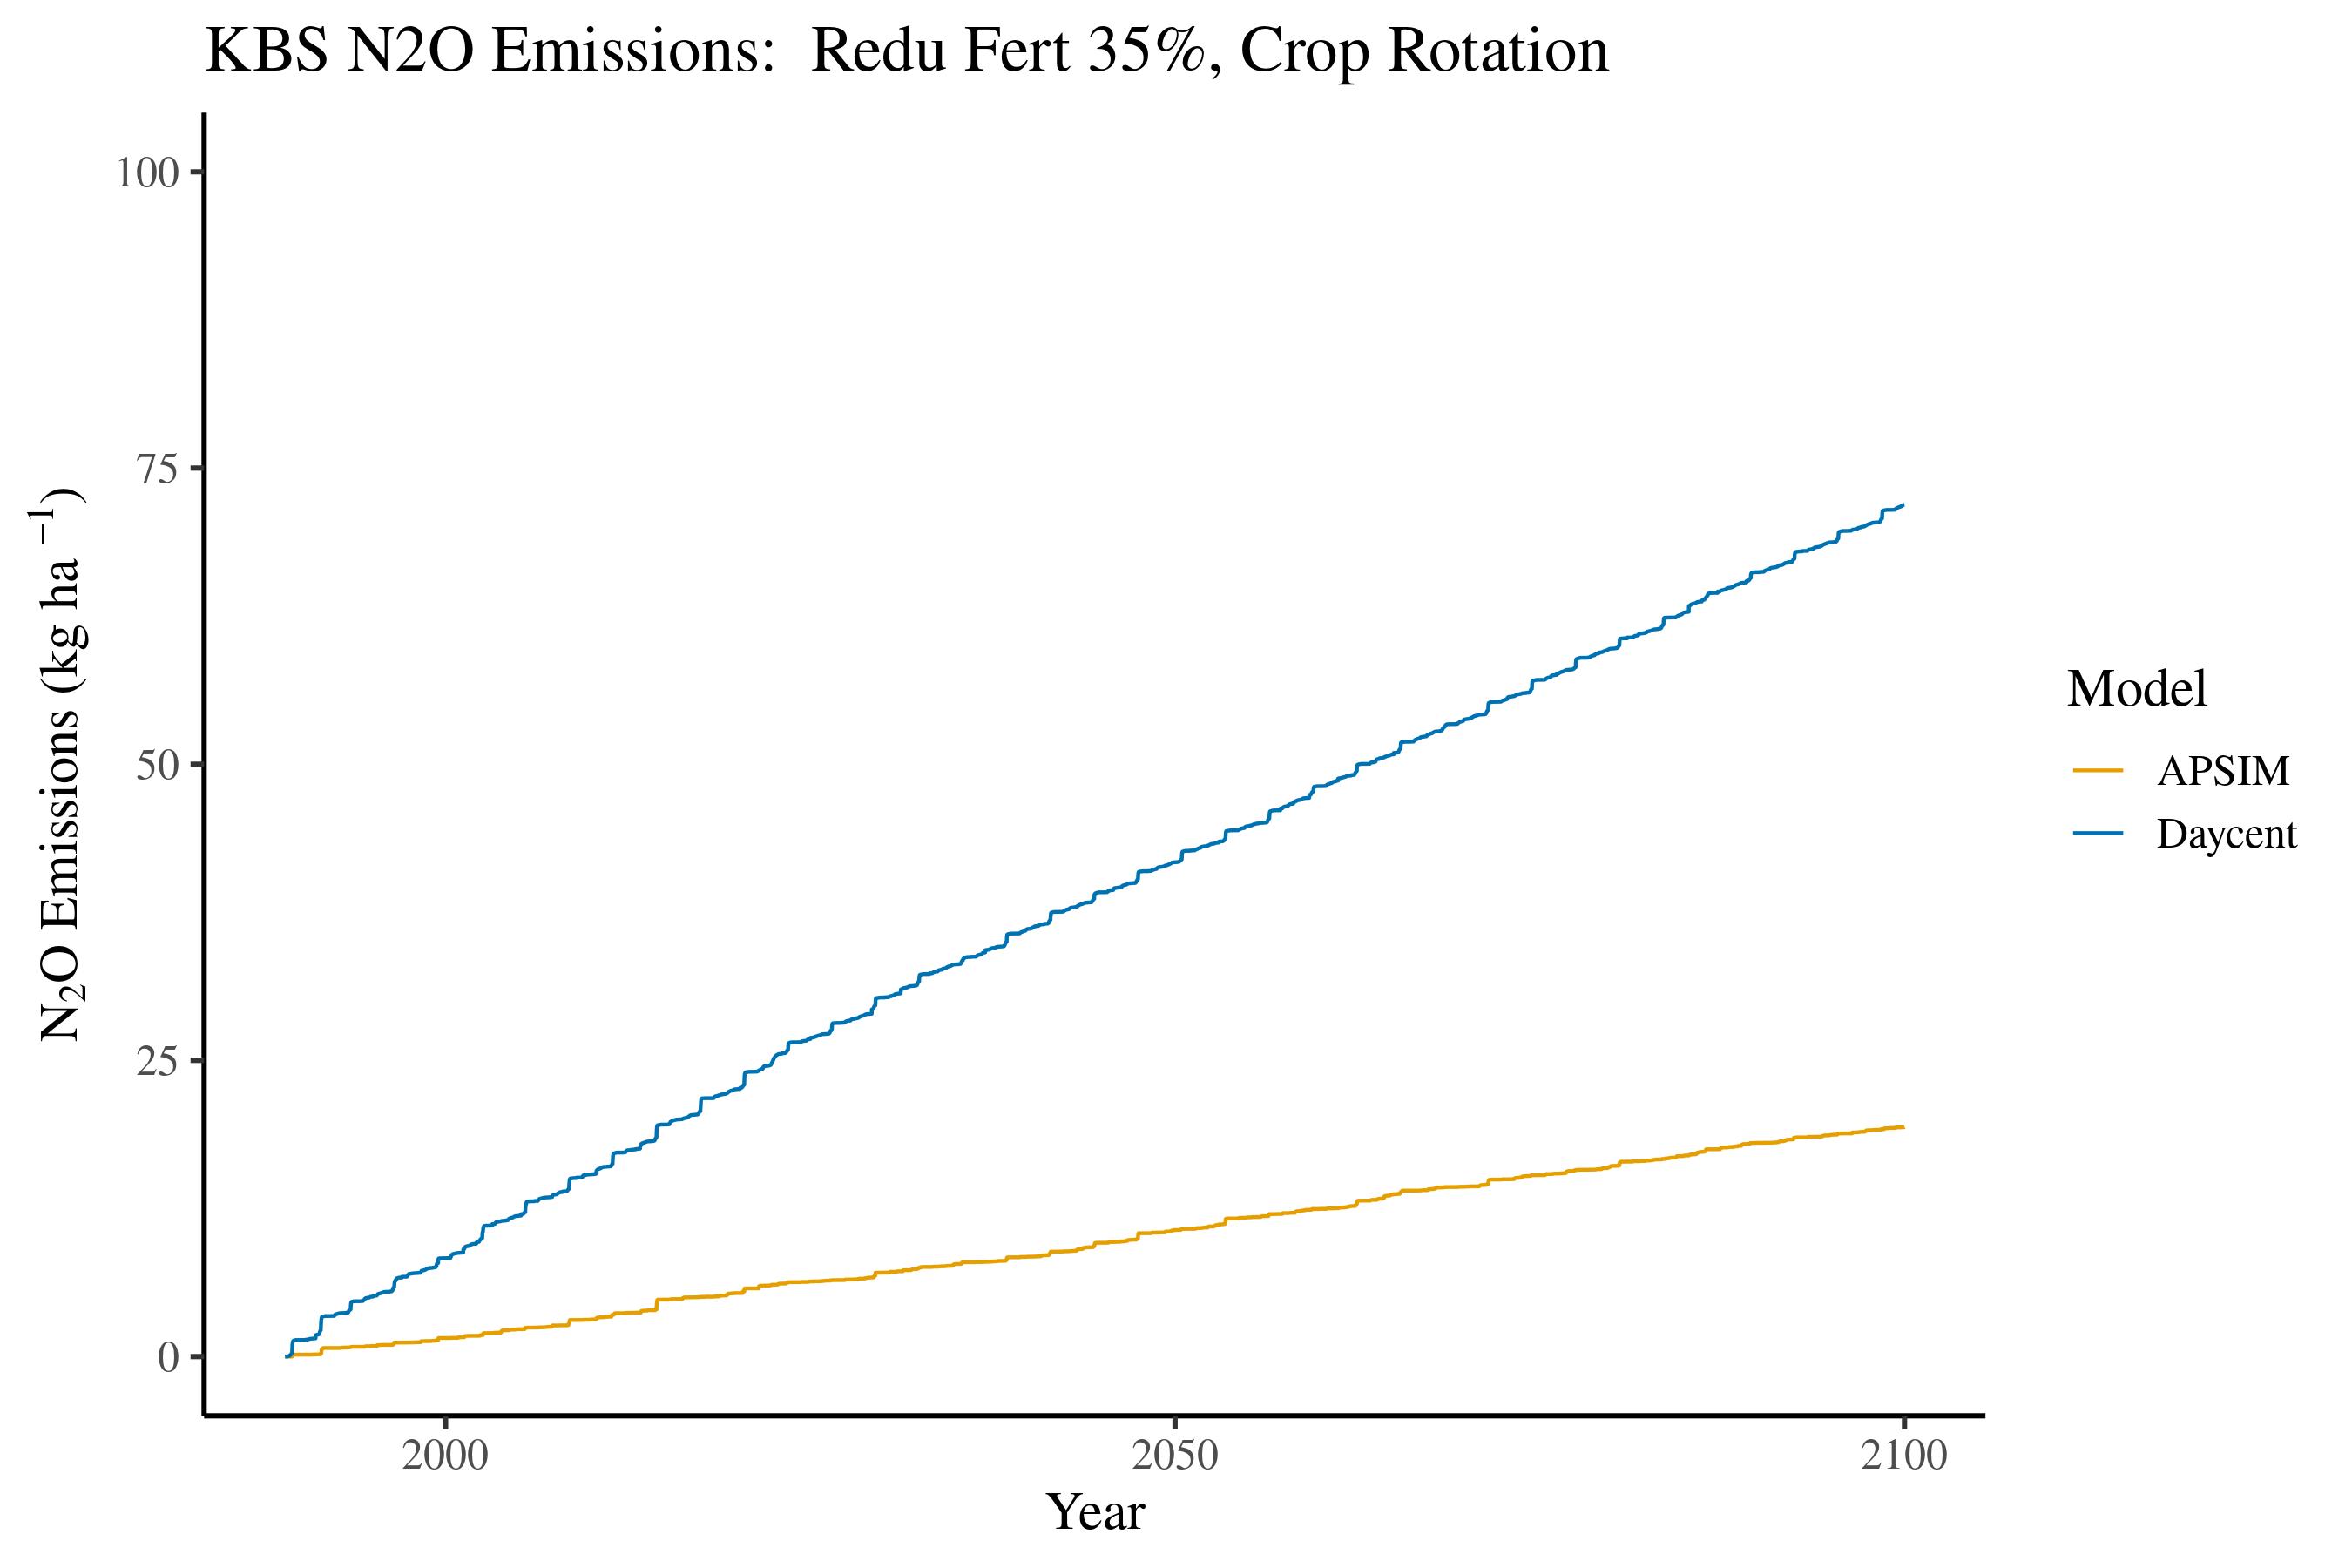 KBS N2O Emissions:  Redu Fert 35%, Crop Rotation
N₂O Emissions (kg ha ⁻¹)
100
75
50
25
0
2000
2050
2100
Year
Model
APSIM
Daycent